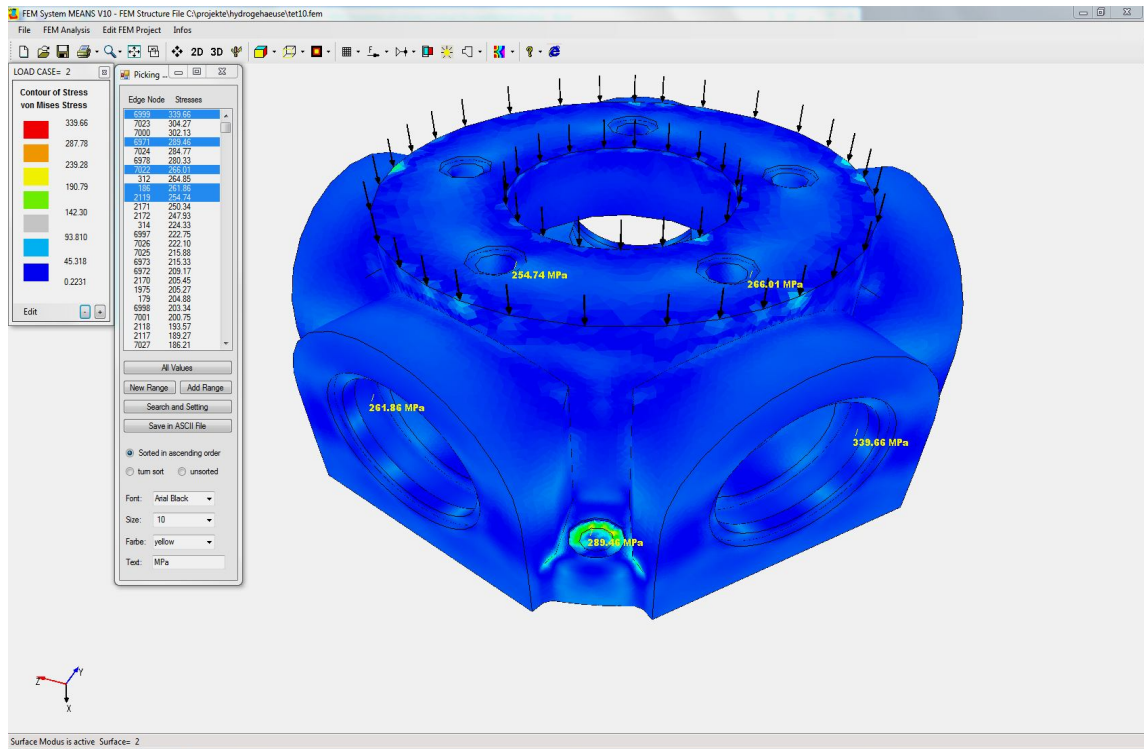 FEM System MEANS V10 - FEM Structure File C:\projekte\hydrogehaeuse\tet10.fem
File FEM Analysis Edit FEM Project Infos
2D 3D
LOAD CASE= 2
Contour of Stress
von Mises Stress
339.66
287.78
239.28
190.79
142.30
93.810
45.318
0.2231
Edit - +
Picking ..
Edge Node Stresses
6999 339.66
7023 304.27
7000 302.13
6971 289.46
7024 284.77
6978 280.33
7022 266.01
312 264.85
186 261.86
2119 254.74
2171 250.34
2172 247.93
314 224.33
6997 222.75
7026 222.10
7025 215.88
6973 215.33
6972 209.17
2170 205.45
1975 205.27
179 204.88
6998 203.34
7001 200.75
2118 193.57
2117 189.27
7027 186.21
All Values
New Range Add Range
Search and Setting
Save in ASCII File
Sorted in ascending order
turn sort unsorted
Font: Arial Black
Size: 10
Farbe: yellow
Text: MPa
254.74 MPa
266.01 MPa
261.86 MPa
339.66 MPa
289.46 MPa
Z Y
X
Surface Modus is active Surface= 2